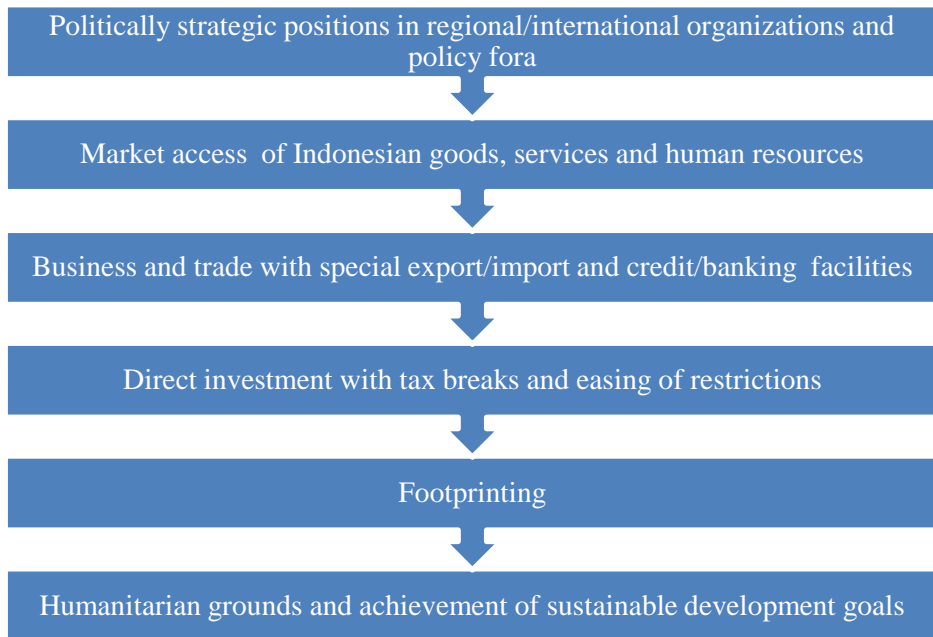 Politically strategic positions in regional/international organizations and
policy fora
Market access of Indonesian goods, services and human resources
Business and trade with special export/import and credit/banking facilities
Direct investment with tax breaks and easing of restrictions
Footprinting
Humanitarian grounds and achievement of sustainable development goals